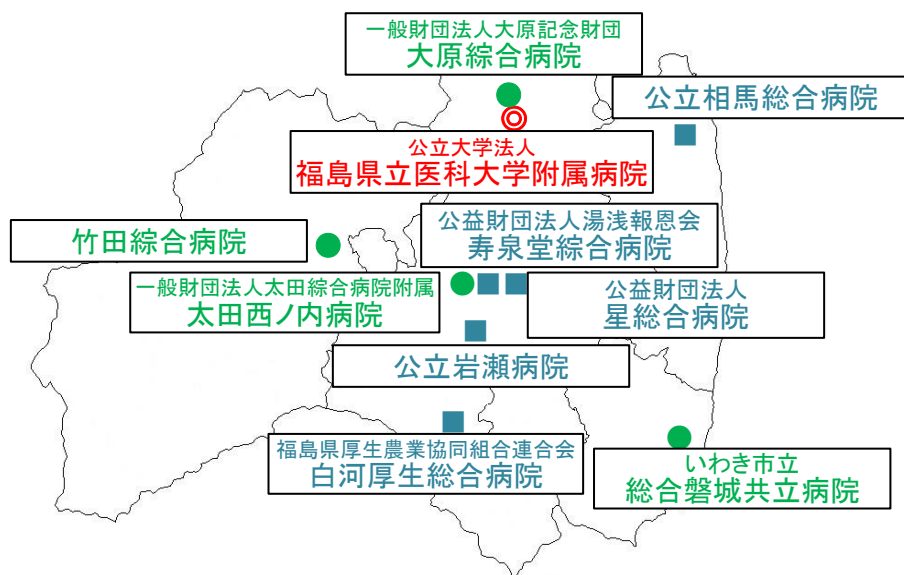 一般財団法人大原記念財団
大原綜合病院
公立相馬総合病院
公立大学法人
福島県立医科大学附属病院
公益財団法人湯浅報恩会
寿泉堂綜合病院
竹田綜合病院
一般財団法人太田綜合病院附属
太田西ノ内病院
公益財団法人
星総合病院
公立岩瀬病院
福島県厚生農業協同組合連合会
白河厚生総合病院
いわき市立
総合磐城共立病院